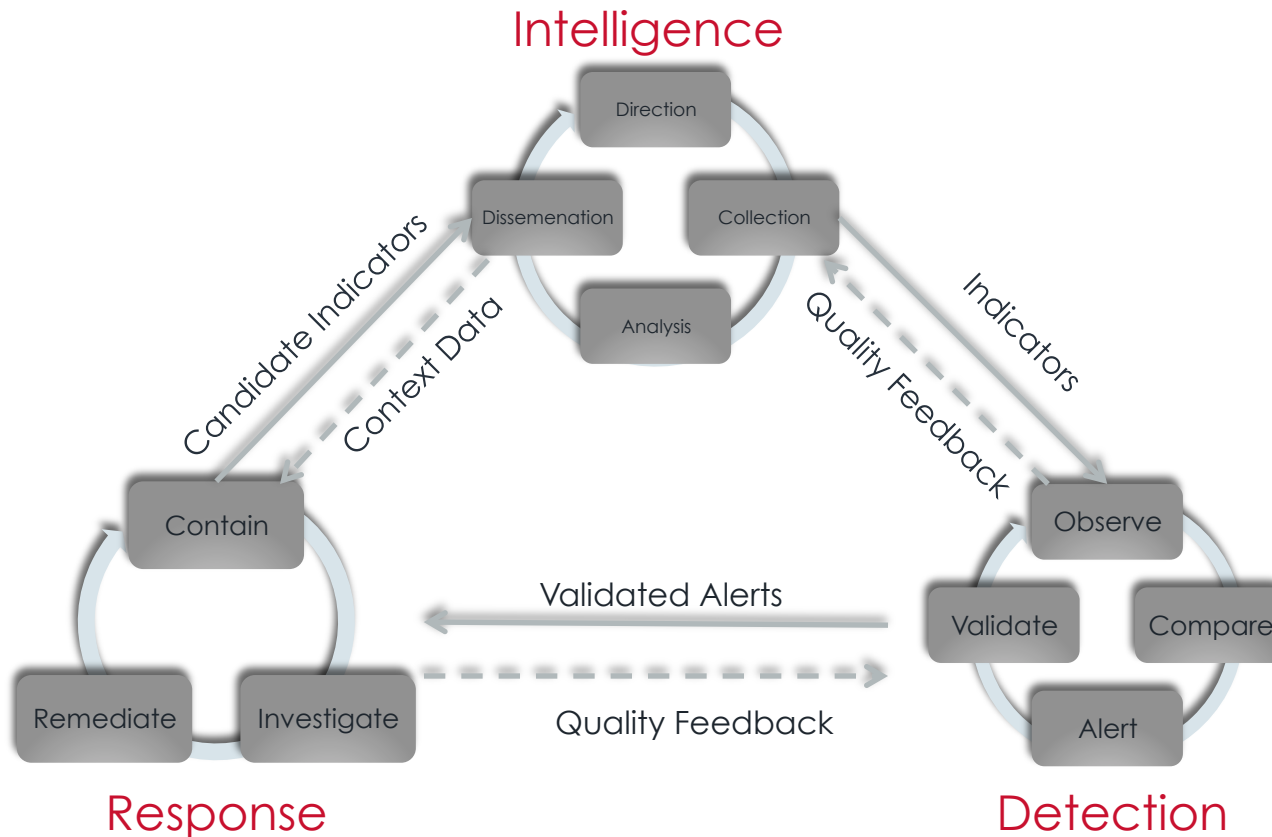 Intelligence
Direction
Dissemenation
Collection
Analysis
Candidate Indicators
Context Data
Indicators
Quality Feedback
Contain
Remediate
Investigate
Response
Validated Alerts
Quality Feedback
Observe
Validate
Compare
Alert
Detection